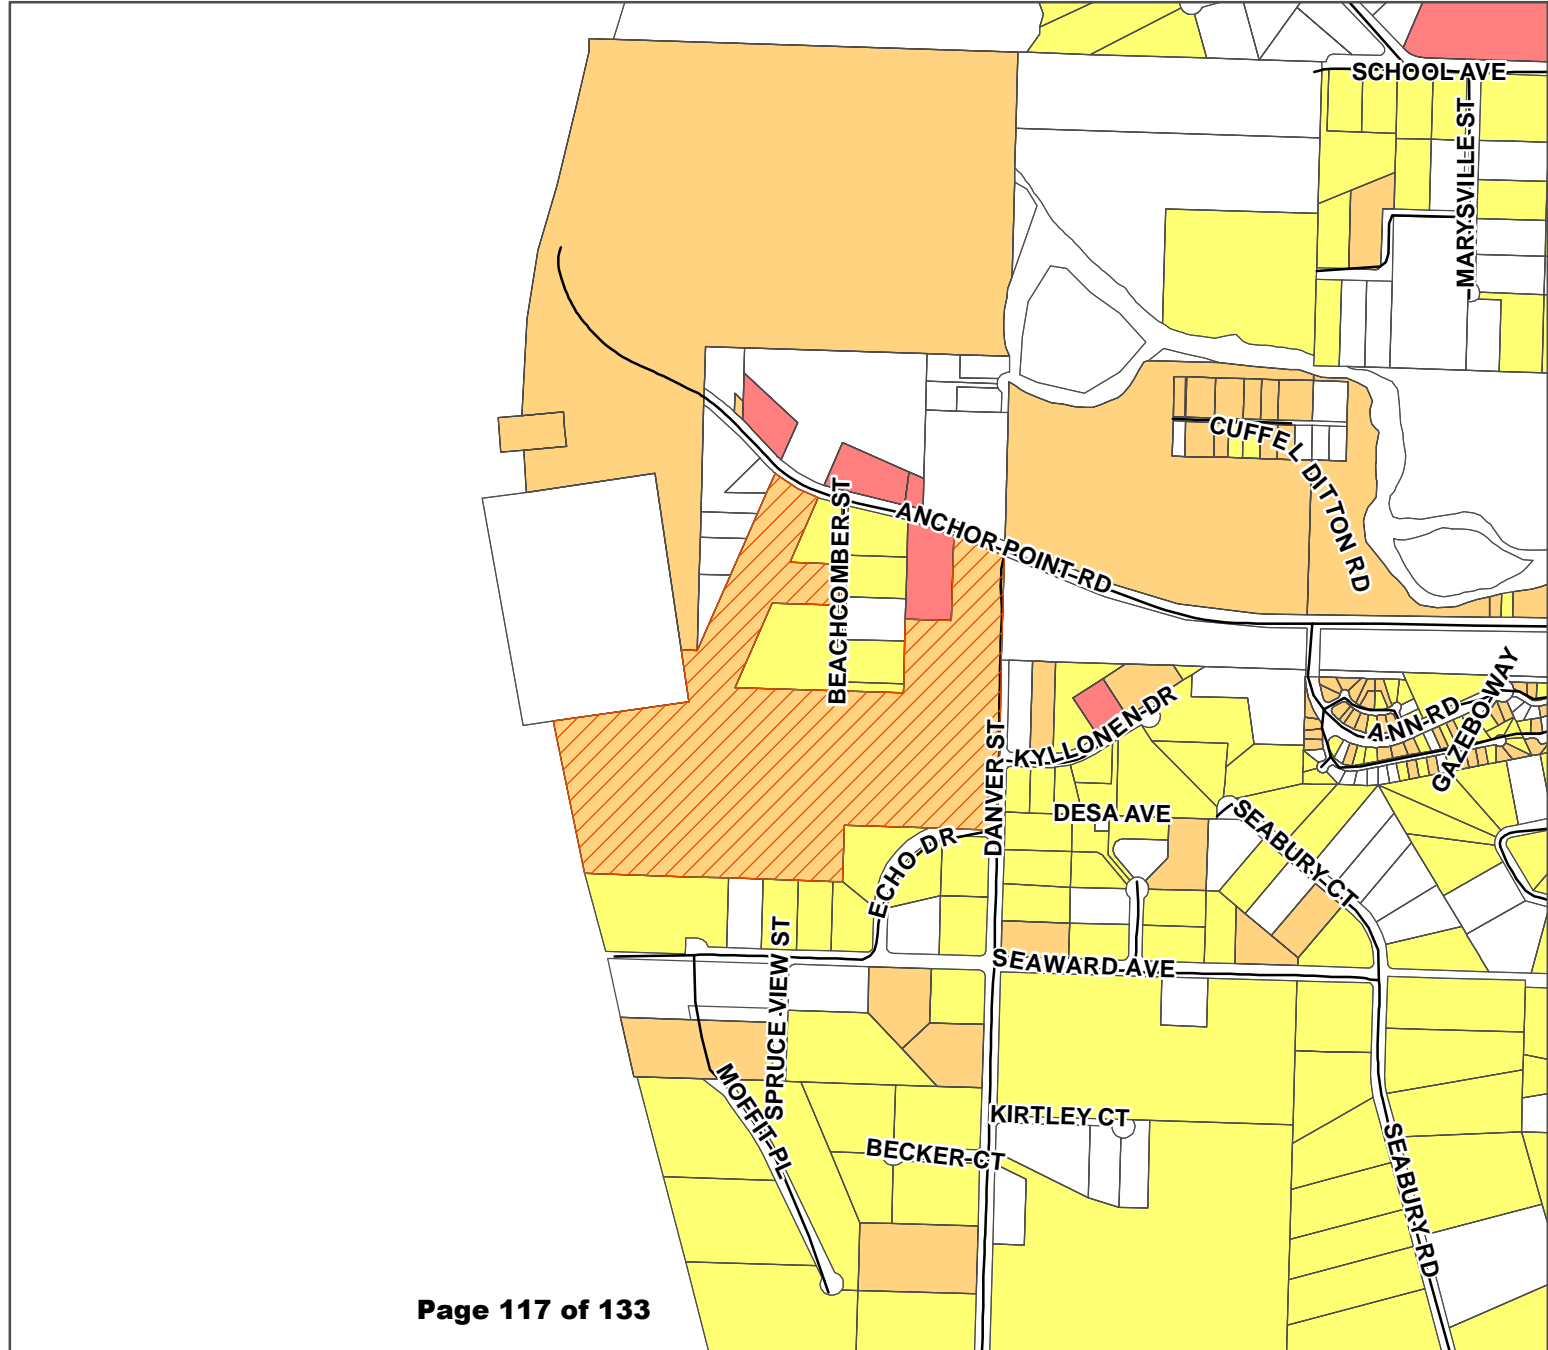 SCHOOL AVE
MARYSVILLE ST
CUFFEL DITTON RD
ANCHOR POINT RD
BEACHCOMBER ST
GAZEBO WAY
ANN RD
KYLLONEN DR
DANVER ST
DESA AVE
SEABURY CT
ECHO DR
SEAWARD AVE
SPRUCE VIEW ST
MOFFIT PL
KIRTLEY CT
BECKER CT
SEABURY RD
Page 117 of 133